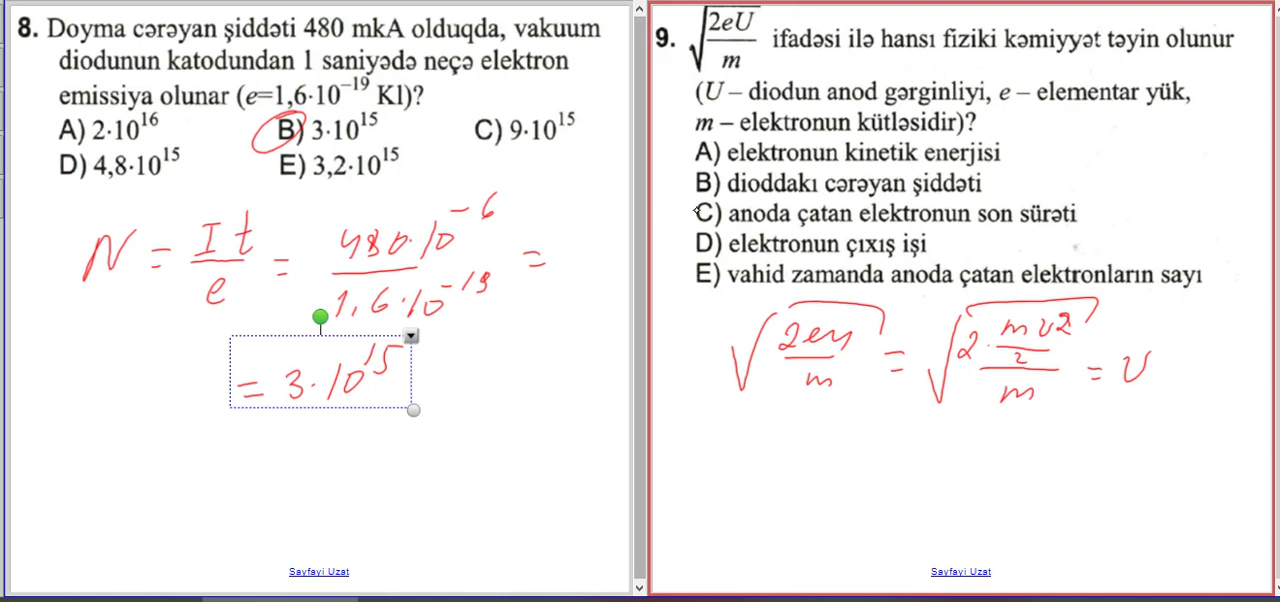 8. Doyma cərəyan şiddəti 480 mkA olduqda, vakuum
diodunun katodundan 1 saniyədə neçə elektron
emissiya olunar (e=1,6·10⁻¹⁹ Kl)?
A) 2·10¹⁶ B) 3·10¹⁵ C) 9·10¹⁵
D) 4,8·10¹⁵ E) 3,2·10¹⁵
N = It/e = 480·10⁻⁶/1,6·10⁻¹⁹ =
= 3·10¹⁵
Sayfayi Uzat
9. √(2eU/m) ifadəsi ilə hansı fiziki kəmiyyət təyin olunur
(U – diodun anod gərginliyi, e – elementar yük,
m – elektronun kütləsidir)?
A) elektronun kinetik enerjisi
B) dioddakı cərəyan şiddəti
C) anoda çatan elektronun son sürəti
D) elektronun çıxış işi
E) vahid zamanda anoda çatan elektronların sayı
√(2eu/m) = √(2·(mυ²/2)/m) = υ
Sayfayi Uzat